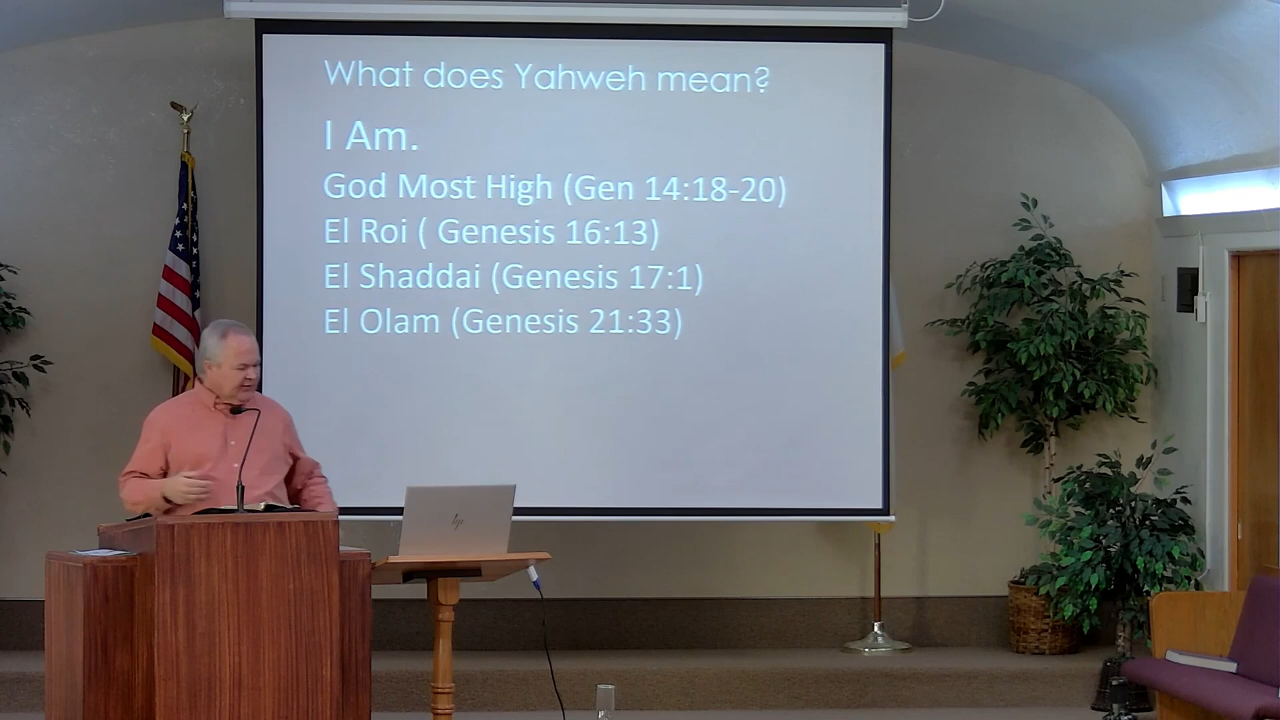 What does Yahweh mean?
I Am.
God Most High (Gen 14:18-20)
El Roi ( Genesis 16:13)
El Shaddai (Genesis 17:1)
El Olam (Genesis 21:33)
hp